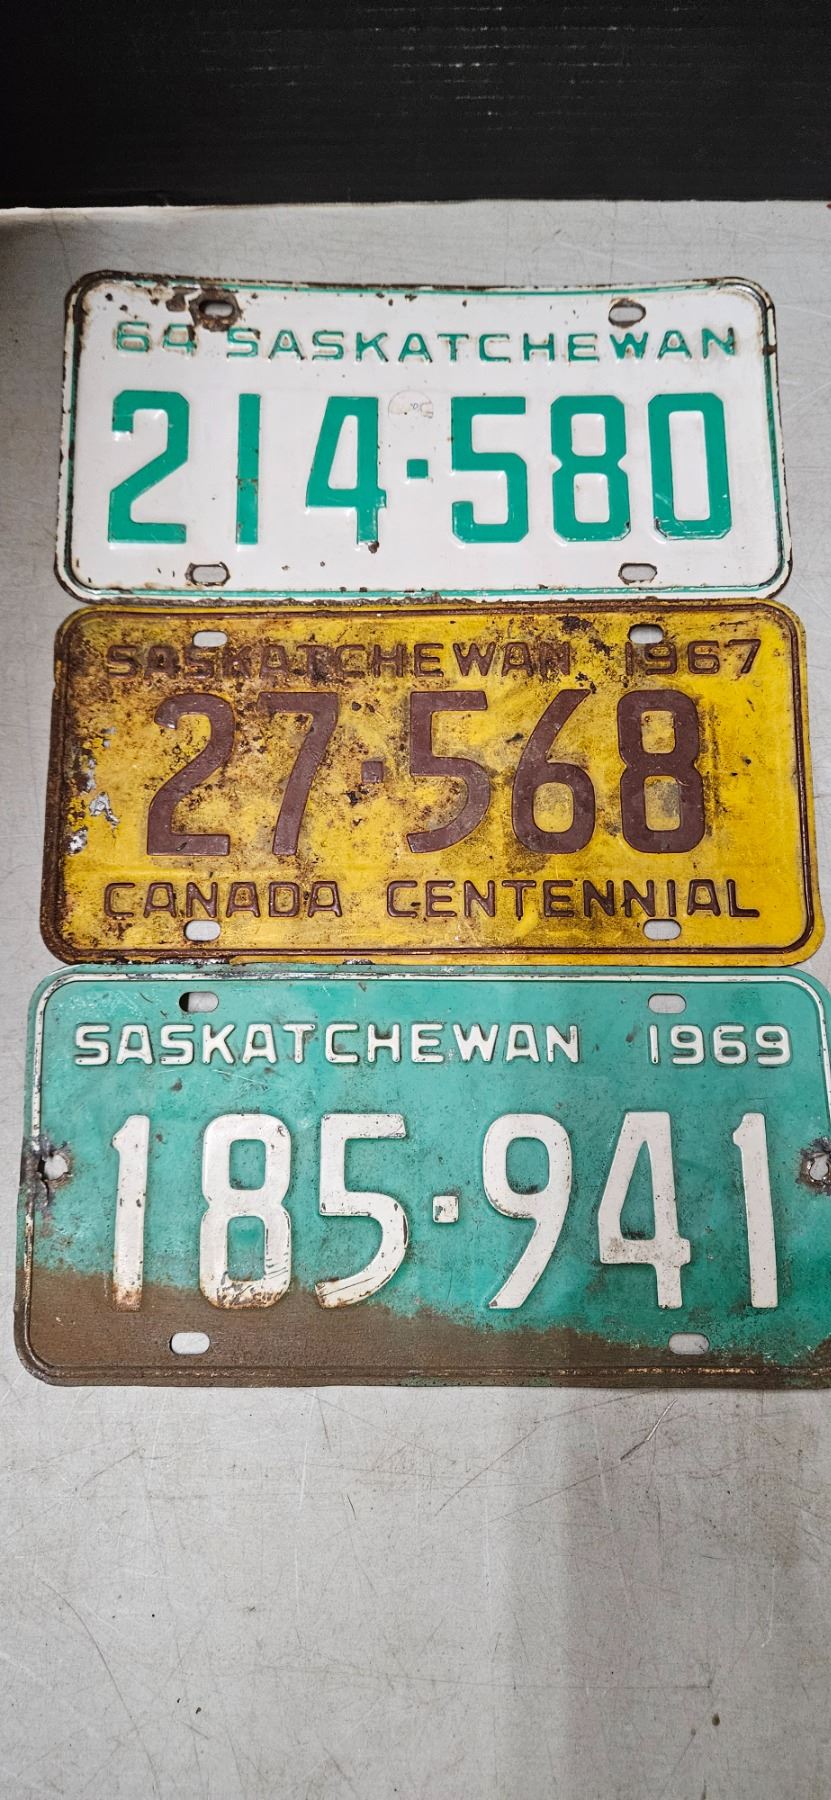 64 SASKATCHEWAN
214·580
SASKATCHEWAN 1967
27·568
CANADA CENTENNIAL
SASKATCHEWAN 1969
185·941